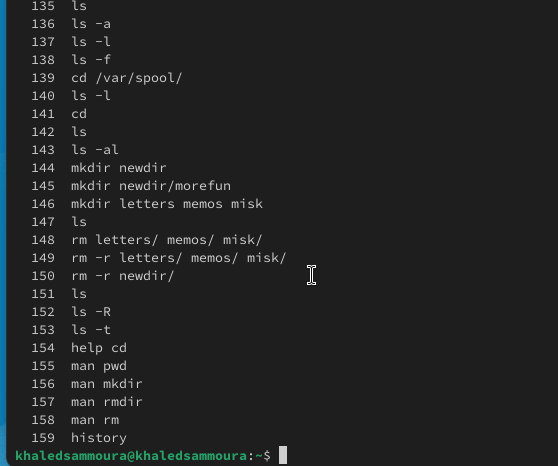 135 ls
136 ls -a
137 ls -l
138 ls -f
139 cd /var/spool/
140 ls -l
141 cd
142 ls
143 ls -al
144 mkdir newdir
145 mkdir newdir/morefun
146 mkdir letters memos misk
147 ls
148 rm letters/ memos/ misk/
149 rm -r letters/ memos/ misk/
150 rm -r newdir/
151 ls
152 ls -R
153 ls -t
154 help cd
155 man pwd
156 man mkdir
157 man rmdir
158 man rm
159 history
khaledsammoura@khaledsammoura:~$